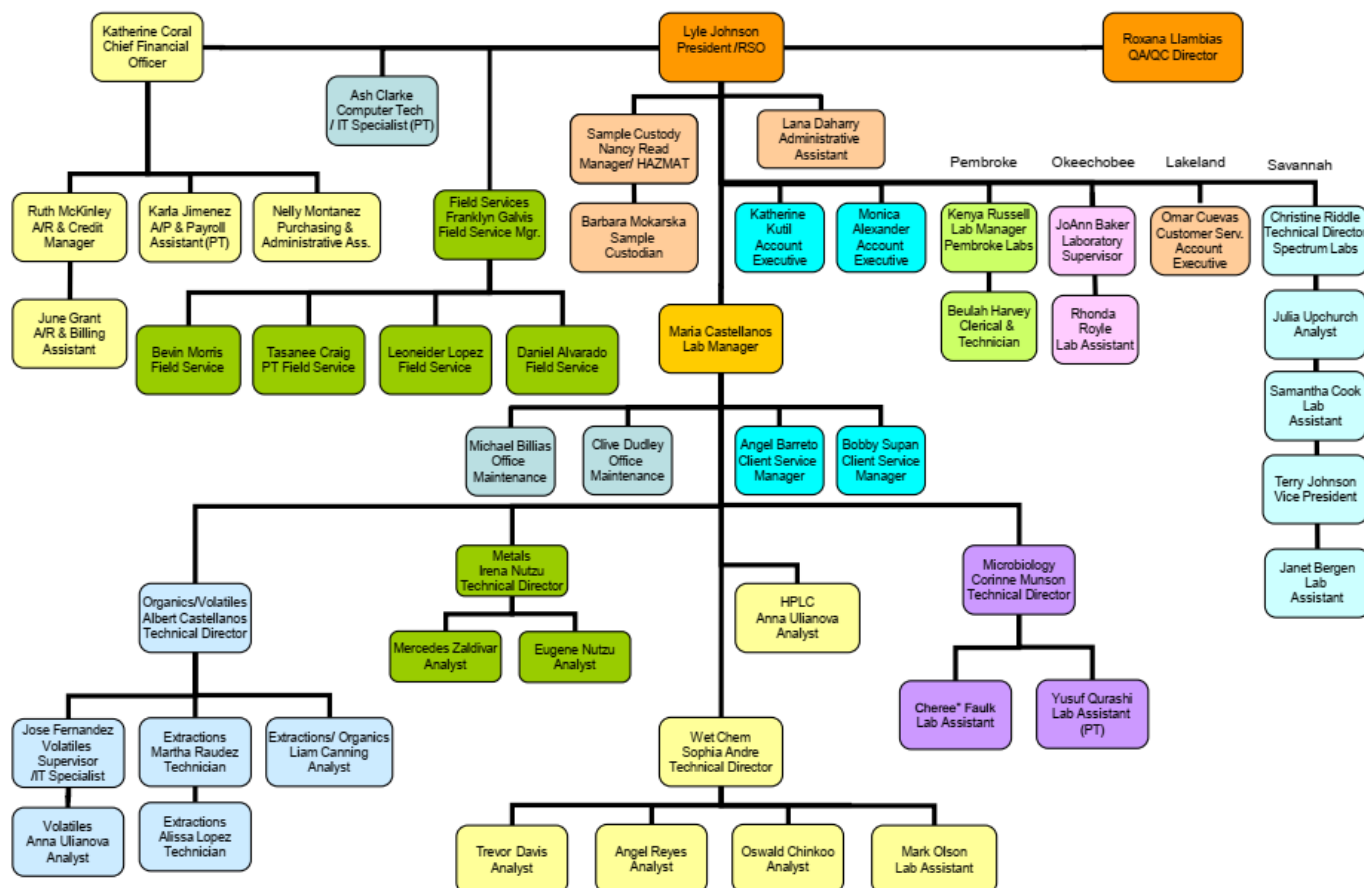 Katherine Coral
Chief Financial
Officer
Lyle Johnson
President /RSO
Roxana Llambias
QA/QC Director
Ash Clarke
Computer Tech
/ IT Specialist (PT)
Sample Custody
Nancy Read
Manager/ HAZMAT
Lana Daharry
Administrative
Assistant
Pembroke
Okeechobee
Lakeland
Savannah
Ruth McKinley
A/R & Credit
Manager
Karla Jimenez
A/P & Payroll
Assistant (PT)
Nelly Montanez
Purchasing &
Administrative Ass.
Field Services
Franklyn Galvis
Field Service Mgr.
Barbara Mokarska
Sample
Custodian
Katherine
Kutil
Account
Executive
Monica
Alexander
Account
Executive
Kenya Russell
Lab Manager
Pembroke Labs
JoAnn Baker
Laboratory
Supervisor
Omar Cuevas
Customer Serv.
Account
Executive
Christine Riddle
Technical Director
Spectrum Labs
June Grant
A/R & Billing
Assistant
Bevin Morris
Field Service
Tasanee Craig
PT Field Service
Leoneider Lopez
Field Service
Daniel Alvarado
Field Service
Maria Castellanos
Lab Manager
Beulah Harvey
Clerical &
Technician
Rhonda
Royle
Lab Assistant
Julia Upchurch
Analyst
Samantha Cook
Lab
Assistant
Michael Billias
Office
Maintenance
Clive Dudley
Office
Maintenance
Angel Barreto
Client Service
Manager
Bobby Supan
Client Service
Manager
Terry Johnson
Vice President
Janet Bergen
Lab
Assistant
Organics/Volatiles
Albert Castellanos
Technical Director
Metals
Irena Nutzu
Technical Director
HPLC
Anna Ulianova
Analyst
Microbiology
Corinne Munson
Technical Director
Mercedes Zaldivar
Analyst
Eugene Nutzu
Analyst
Cheree" Faulk
Lab Assistant
Yusuf Qurashi
Lab Assistant
(PT)
Jose Fernandez
Volatiles
Supervisor
/IT Specialist
Extractions
Martha Raudez
Technician
Extractions/ Organics
Liam Canning
Analyst
Wet Chem
Sophia Andre
Technical Director
Volatiles
Anna Ulianova
Analyst
Extractions
Alissa Lopez
Technician
Trevor Davis
Analyst
Angel Reyes
Analyst
Oswald Chinkoo
Analyst
Mark Olson
Lab Assistant